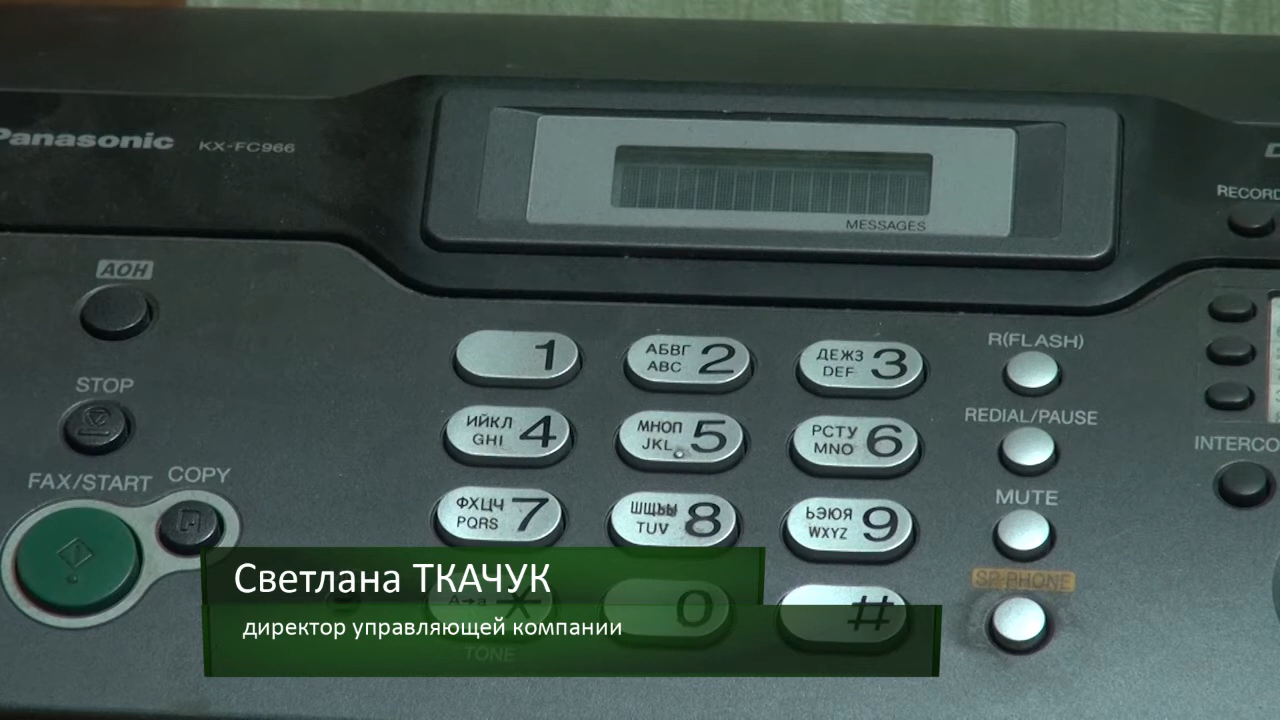 Panasonic KX-FC966
MESSAGES
RECORD
АОН
STOP
FAX/START
COPY
1
АБВГ
ABC 2
ДЕЖЗ
DEF 3
ИЙКЛ
GHI 4
МНОП
JKL 5
РСТУ
MNO 6
ФХЦЧ
PQRS 7
ШЩЪЫ
TUV 8
ЬЭЮЯ
WXYZ 9
A→a *
0
#
TONE
R(FLASH)
REDIAL/PAUSE
MUTE
SP-PHONE
INTERCO
Светлана ТКАЧУК
директор управляющей компании